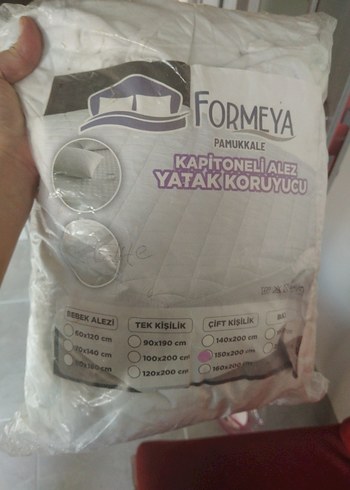 FORMEYA
PAMUKKALE
KAPİTONELİ ALEZ
YATAK KORUYUCU
BEBEK ALEZİ
60x120 cm
70x140 cm
TEK KİŞİLİK
90x190 cm
100x200 cm
120x200 cm
ÇİFT KİŞİLİK
140x200 cm
150x200 cm
160x200 cm